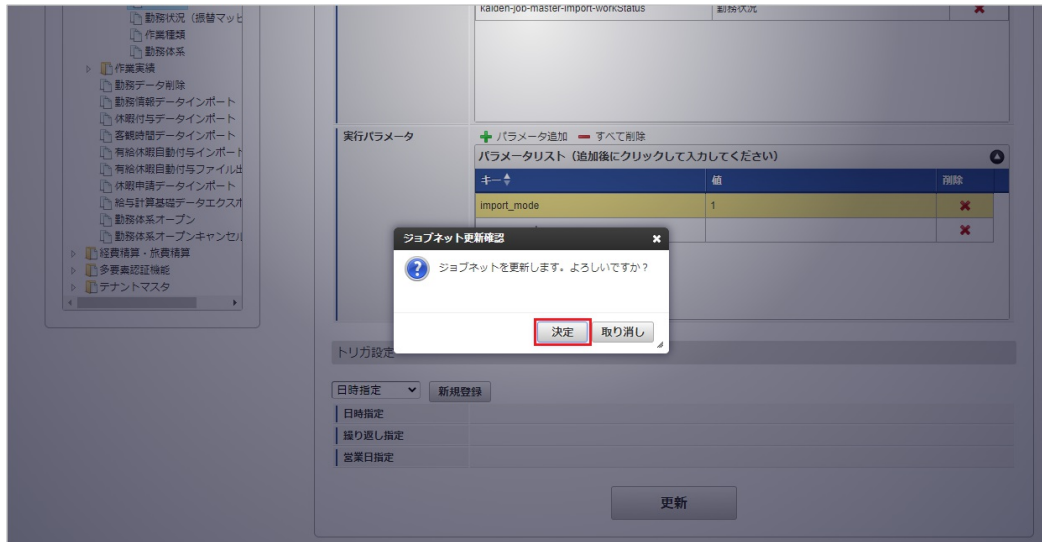 勤務状況（振替マッピ
作業種類
勤務体系
作業実績
勤務データ削除
勤務情報データインポート
休暇付与データインポート
客観時間データインポート
有給休暇自動付与インポート
有給休暇自動付与ファイル出
休暇申請データインポート
給与計算基礎データエクスポ
勤務体系オープン
勤務体系オープンキャンセル
経費精算・旅費精算
多要素認証機能
テナントマスタ
kaiden-job-master-import-workStatus 勤務状況
実行パラメータ
パラメータ追加 すべて削除
パラメータリスト（追加後にクリックして入力してください）
キー 値 削除
import_mode 1
ジョブネット更新確認
ジョブネットを更新します。よろしいですか？
決定 取り消し
トリガ設定
日時指定 新規登録
日時指定
繰り返し指定
営業日指定
更新